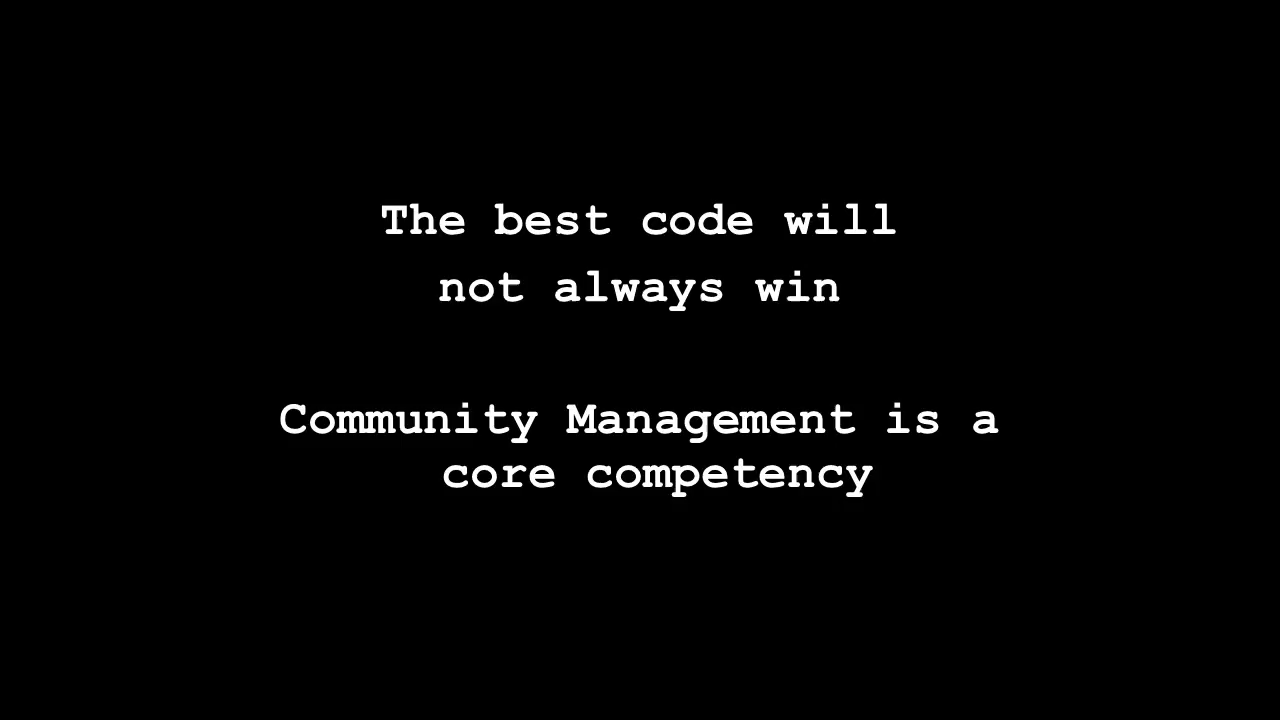 The best code will
not always win
Community Management is a
core competency